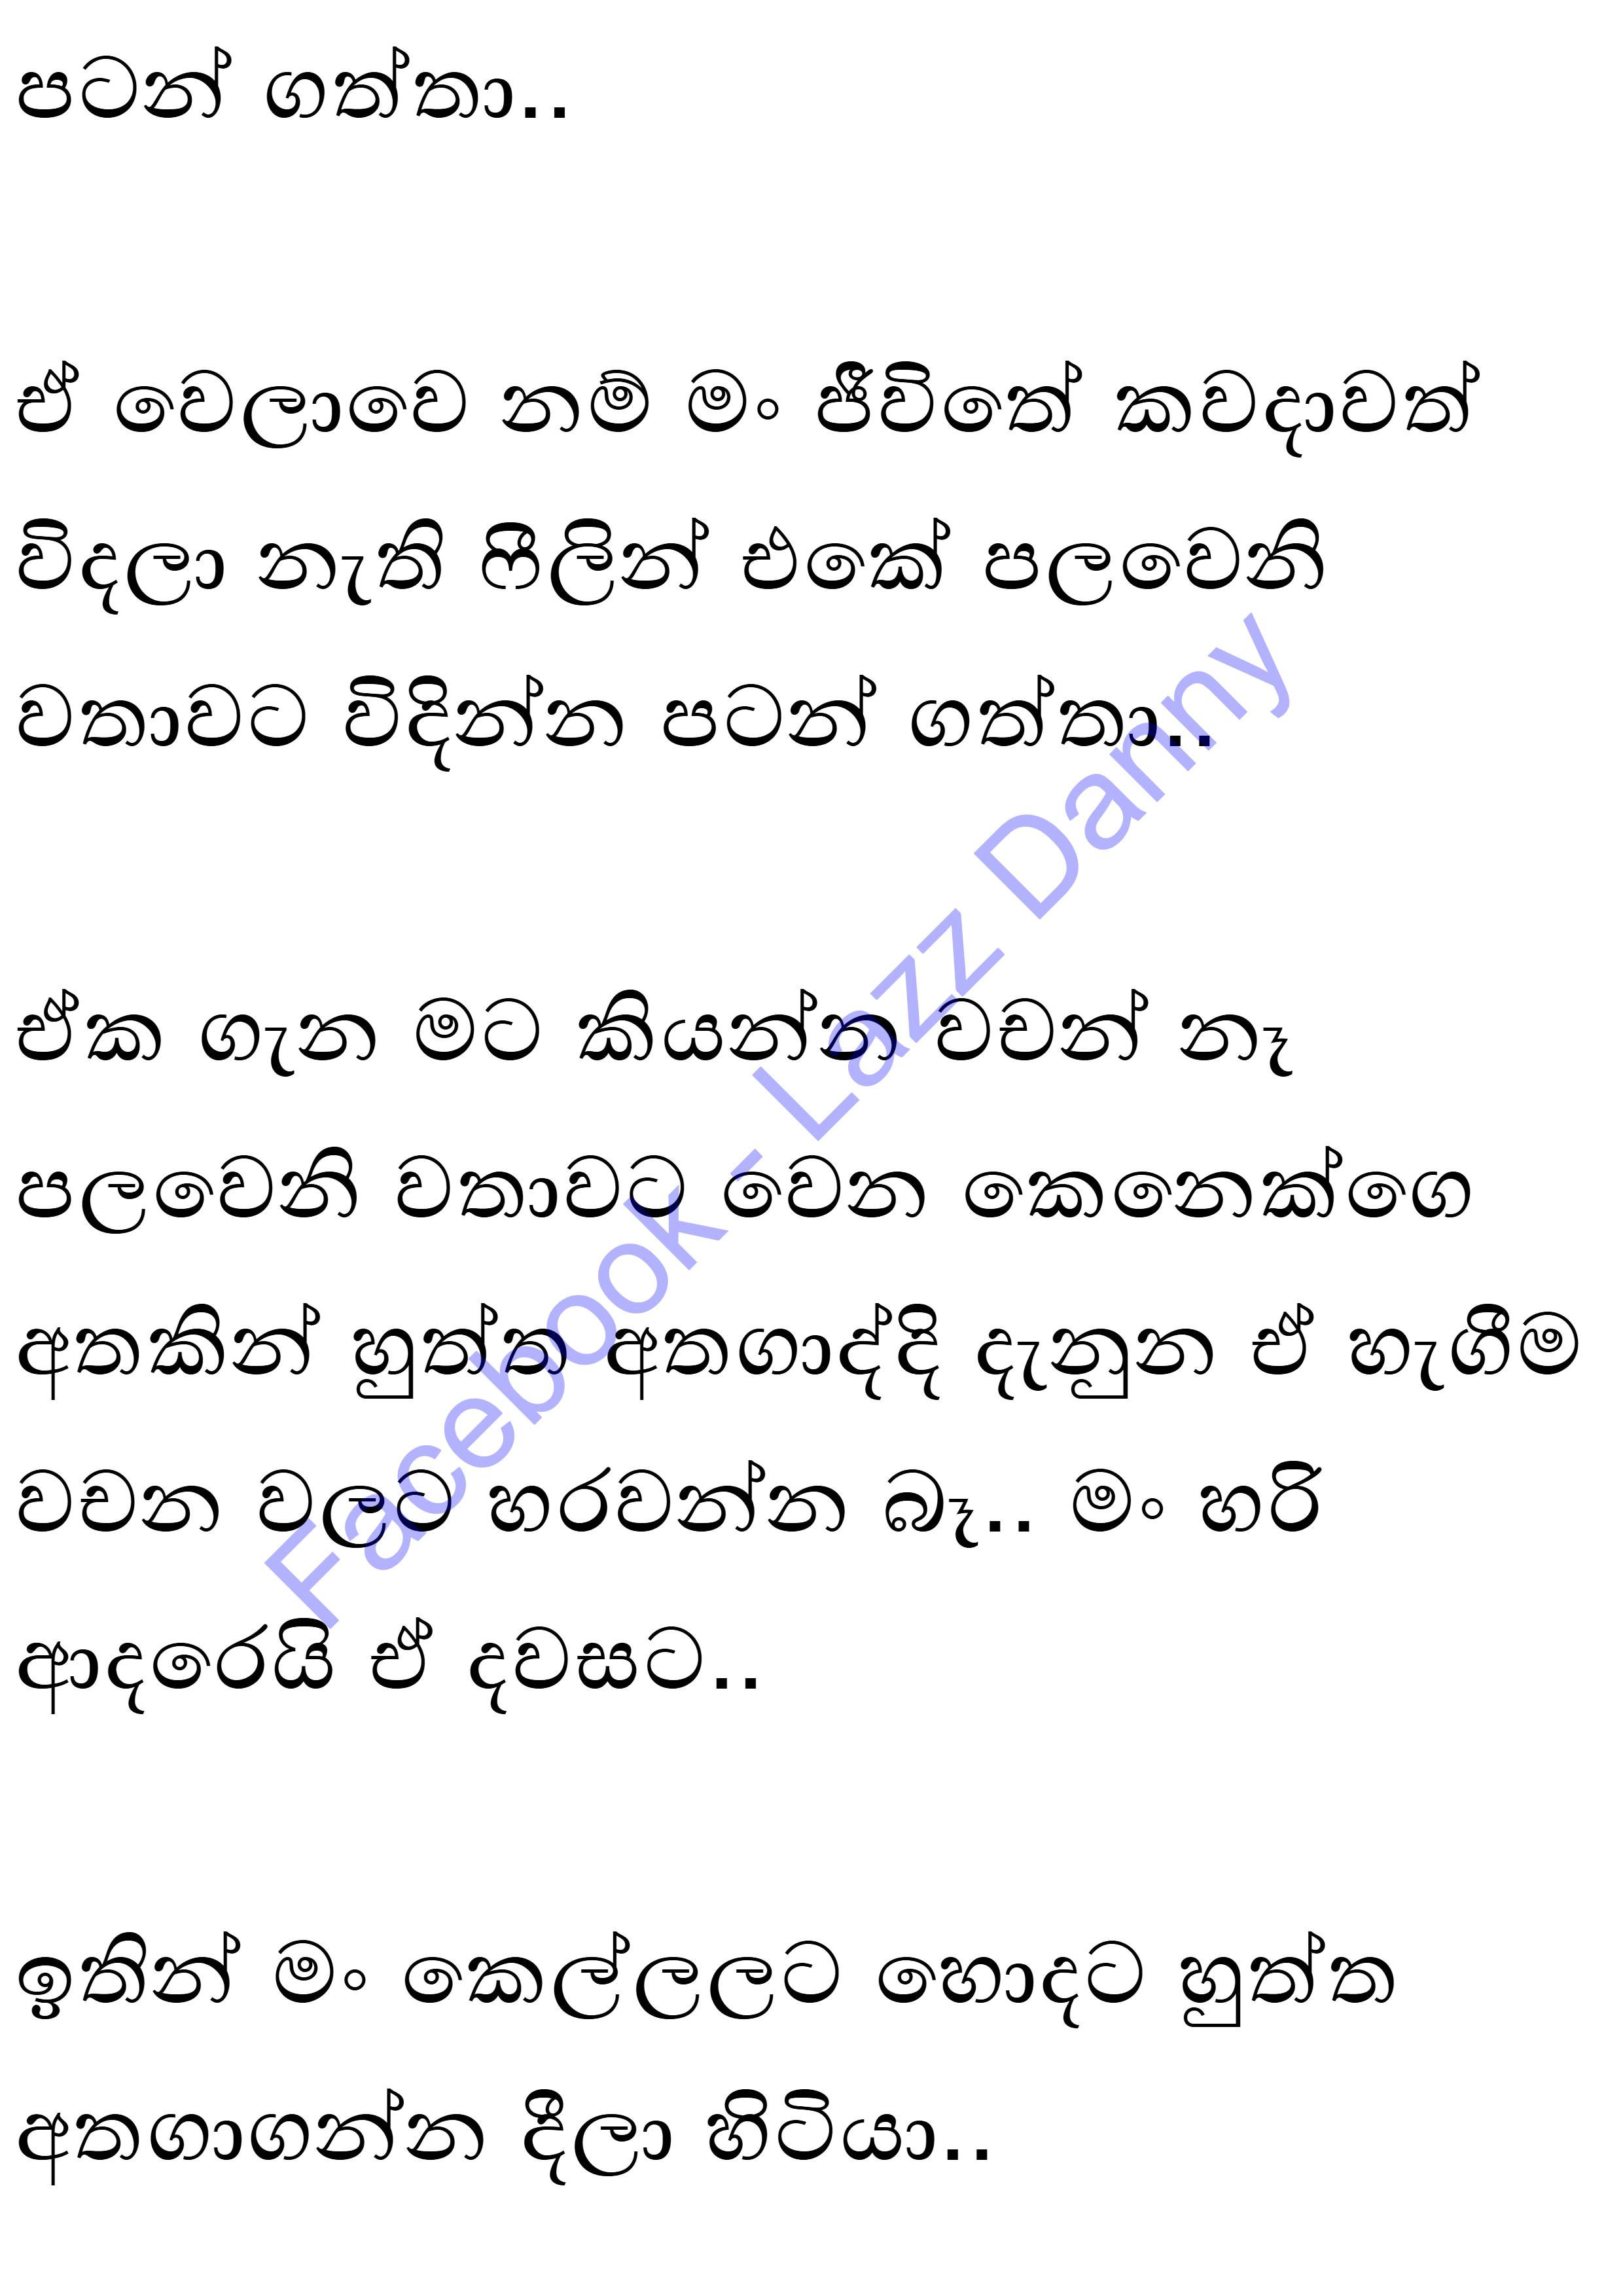 පටන් ගත්තා..
ඒ වෙලාවෙ නම් මං ජීවිතේ කවදාවත්
විදලා නැති ෆීලින් එකේ පලවෙනි
වතාවට විදින්න පටන් ගත්තා..
ඒක ගැන මට කියන්න වචන් නෑ
පලවෙනි වතාවට වෙන කෙනෙක්ගෙ
අතකින් හුත්ත අතගාද්දි දැනුන ඒ හැගීම
වචන වලට හරවන්න බෑ.. මං හරි
ආදරෙයි ඒ දවසට..
ඉතින් මං කෙල්ලලට හොදට හුත්ත
අතගාගන්න දීලා හිටියා..
Facebook - Lazz Danny